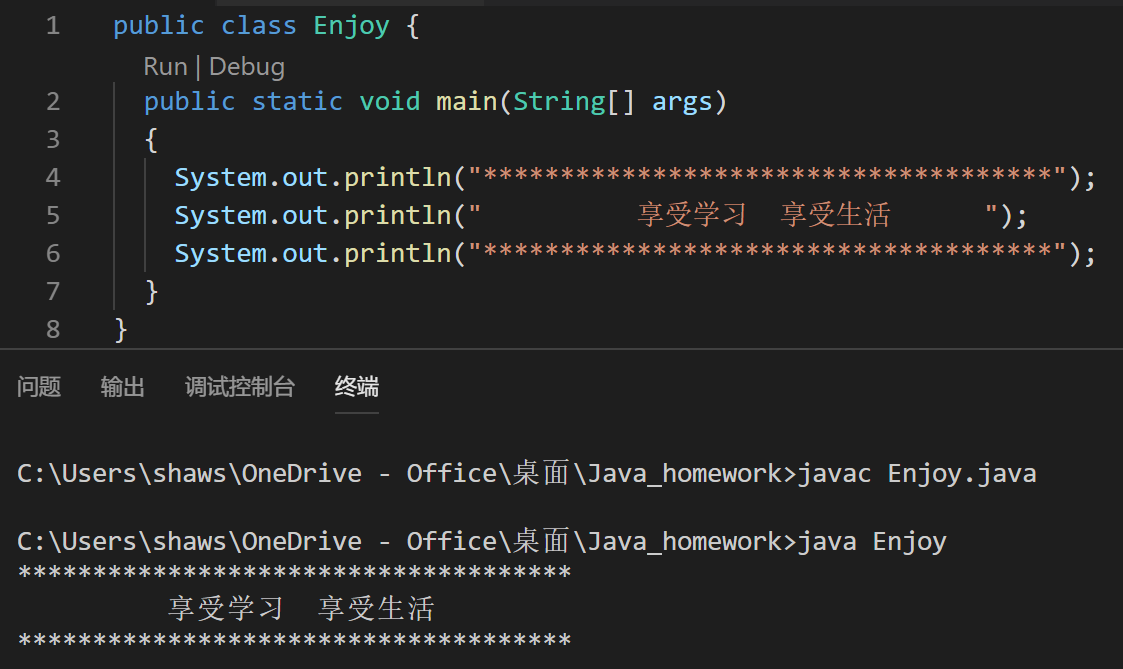 1 public class Enjoy {
Run | Debug
2 public static void main(String[] args)
3 {
4 System.out.println("*************************************");
5 System.out.println("          享受学习  享受生活      ");
6 System.out.println("*************************************");
7 }
8 }
问题 输出 调试控制台 终端
C:\Users\shaws\OneDrive - Office\桌面\Java_homework>javac Enjoy.java
C:\Users\shaws\OneDrive - Office\桌面\Java_homework>java Enjoy
*************************************
          享受学习  享受生活
*************************************